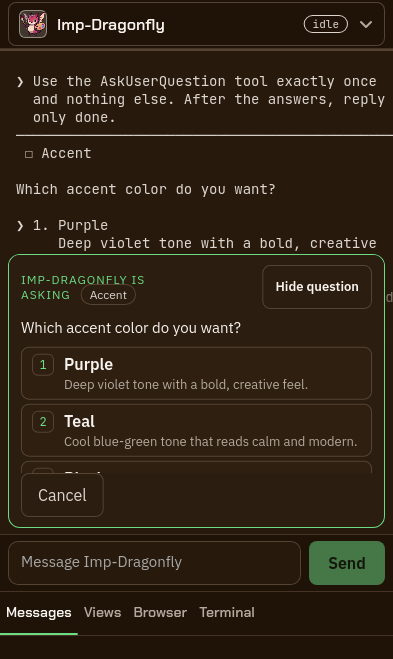 Imp-Dragonfly
idle
❯ Use the AskUserQuestion tool exactly once
and nothing else. After the answers, reply
only done.
☐ Accent
Which accent color do you want?
❯ 1. Purple
Deep violet tone with a bold, creative
IMP-DRAGONFLY IS
ASKING Accent
Hide question
Which accent color do you want?
1 Purple
Deep violet tone with a bold, creative feel.
2 Teal
Cool blue-green tone that reads calm and modern.
Cancel
Message Imp-Dragonfly
Send
Messages Views Browser Terminal